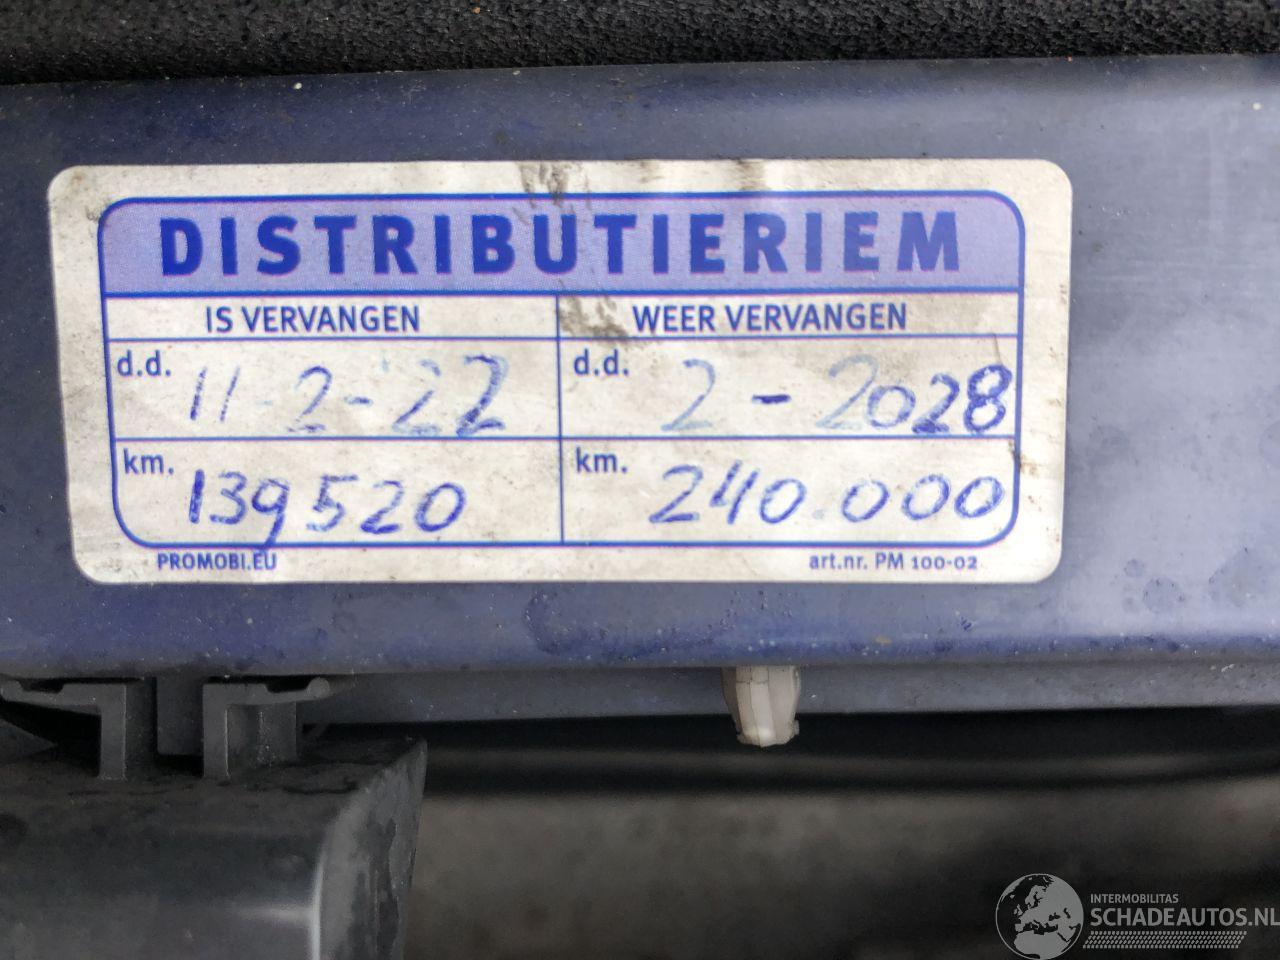 DISTRIBUTIERIEM
IS VERVANGEN WEER VERVANGEN
d.d. 11-2-22 d.d. 2-2028
km. 139520 km. 240.000
PROMOBI.EU art.nr. PM 100-02
INTERMOBILITAS
SCHADEAUTOS.NL